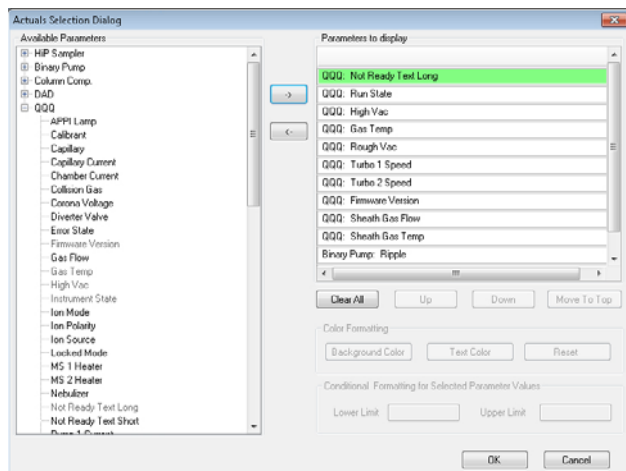 Actuals Selection Dialog
Available Parameters
HiP Sampler
Binary Pump
Column Comp.
DAD
QQQ
APPI Lamp
Calibrant
Capillary
Capillary Current
Chamber Current
Collision Gas
Corona Voltage
Diverter Valve
Error State
Firmware Version
Gas Flow
Gas Temp
High Vac
Instrument State
Ion Mode
Ion Polarity
Ion Source
Locked Mode
MS 1 Heater
MS 2 Heater
Nebulizer
Not Ready Text Long
Not Ready Text Short
Pump 1 Current
->
<-
Parameters to display
QQQ: Not Ready Text Long
QQQ: Run State
QQQ: High Vac
QQQ: Gas Temp
QQQ: Rough Vac
QQQ: Turbo 1 Speed
QQQ: Turbo 2 Speed
QQQ: Firmware Version
QQQ: Sheath Gas Flow
QQQ: Sheath Gas Temp
Binary Pump: Ripple
Clear All Up Down Move To Top
Color Formatting
Background Color Text Color Reset
Conditional Formatting for Selected Parameter Values
Lower Limit Upper Limit
OK Cancel